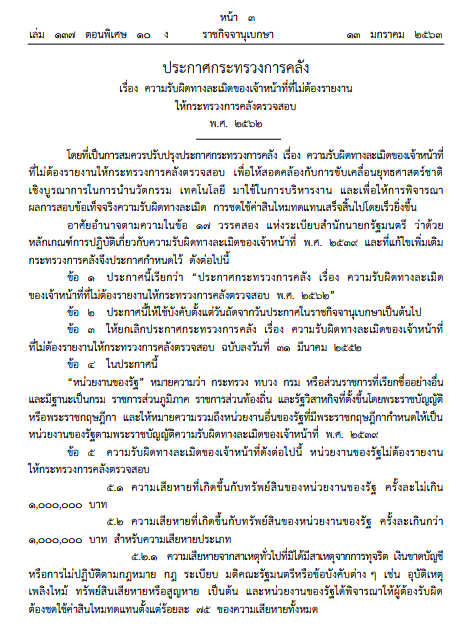 หน้า ๓
เล่ม ๑๓๗ ตอนพิเศษ ๑๐ ง ราชกิจจานุเบกษา ๑๓ มกราคม ๒๕๖๓
ประกาศกระทรวงการคลัง
เรื่อง ความรับผิดทางละเมิดของเจ้าหน้าที่ที่ไม่ต้องรายงาน
ให้กระทรวงการคลังตรวจสอบ
พ.ศ. ๒๕๖๒
โดยที่เป็นการสมควรปรับปรุงประกาศกระทรวงการคลัง เรื่อง ความรับผิดทางละเมิดของเจ้าหน้าที่
ที่ไม่ต้องรายงานให้กระทรวงการคลังตรวจสอบ เพื่อให้สอดคล้องกับการขับเคลื่อนยุทธศาสตร์ชาติ
เชิงบูรณาการในการนำนวัตกรรม เทคโนโลยี มาใช้ในการบริหารงาน และเพื่อให้การพิจารณา
ผลการสอบข้อเท็จจริงความรับผิดทางละเมิด การชดใช้ค่าสินไหมทดแทนเสร็จสิ้นไปโดยเร็วยิ่งขึ้น
อาศัยอำนาจตามความในข้อ ๑๗ วรรคสอง แห่งระเบียบสำนักนายกรัฐมนตรี ว่าด้วย
หลักเกณฑ์การปฏิบัติเกี่ยวกับความรับผิดทางละเมิดของเจ้าหน้าที่ พ.ศ. ๒๕๓๙ และที่แก้ไขเพิ่มเติม
กระทรวงการคลังจึงประกาศกำหนดไว้ ดังต่อไปนี้
ข้อ ๑ ประกาศนี้เรียกว่า “ประกาศกระทรวงการคลัง เรื่อง ความรับผิดทางละเมิด
ของเจ้าหน้าที่ที่ไม่ต้องรายงานให้กระทรวงการคลังตรวจสอบ พ.ศ. ๒๕๖๒”
ข้อ ๒ ประกาศนี้ให้ใช้บังคับตั้งแต่วันถัดจากวันประกาศในราชกิจจานุเบกษาเป็นต้นไป
ข้อ ๓ ให้ยกเลิกประกาศกระทรวงการคลัง เรื่อง ความรับผิดทางละเมิดของเจ้าหน้าที่
ที่ไม่ต้องรายงานให้กระทรวงการคลังตรวจสอบ ฉบับลงวันที่ ๓๑ มีนาคม ๒๕๕๒
ข้อ ๔ ในประกาศนี้
“หน่วยงานของรัฐ” หมายความว่า กระทรวง ทบวง กรม หรือส่วนราชการที่เรียกชื่ออย่างอื่น
และมีฐานะเป็นกรม ราชการส่วนภูมิภาค ราชการส่วนท้องถิ่น และรัฐวิสาหกิจที่ตั้งขึ้นโดยพระราชบัญญัติ
หรือพระราชกฤษฎีกา และให้หมายความรวมถึงหน่วยงานอื่นของรัฐที่มีพระราชกฤษฎีกากำหนดให้เป็น
หน่วยงานของรัฐตามพระราชบัญญัติความรับผิดทางละเมิดของเจ้าหน้าที่ พ.ศ. ๒๕๓๙
ข้อ ๕ ความรับผิดทางละเมิดของเจ้าหน้าที่ดังต่อไปนี้ หน่วยงานของรัฐไม่ต้องรายงาน
ให้กระทรวงการคลังตรวจสอบ
๕.๑ ความเสียหายที่เกิดขึ้นกับทรัพย์สินของหน่วยงานของรัฐ ครั้งละไม่เกิน
๑,๐๐๐,๐๐๐ บาท
๕.๒ ความเสียหายที่เกิดขึ้นกับทรัพย์สินของหน่วยงานของรัฐ ครั้งละเกินกว่า
๑,๐๐๐,๐๐๐ บาท สำหรับความเสียหายประเภท
๕.๒.๑ ความเสียหายจากสาเหตุทั่วไปที่มิได้มีสาเหตุจากการทุจริต เงินขาดบัญชี
หรือการไม่ปฏิบัติตามกฎหมาย กฎ ระเบียบ มติคณะรัฐมนตรีหรือข้อบังคับต่าง ๆ เช่น อุบัติเหตุ
เพลิงไหม้ ทรัพย์สินเสียหายหรือสูญหาย เป็นต้น และหน่วยงานของรัฐได้พิจารณาให้ผู้ต้องรับผิด
ต้องชดใช้ค่าสินไหมทดแทนตั้งแต่ร้อยละ ๗๕ ของความเสียหายทั้งหมด